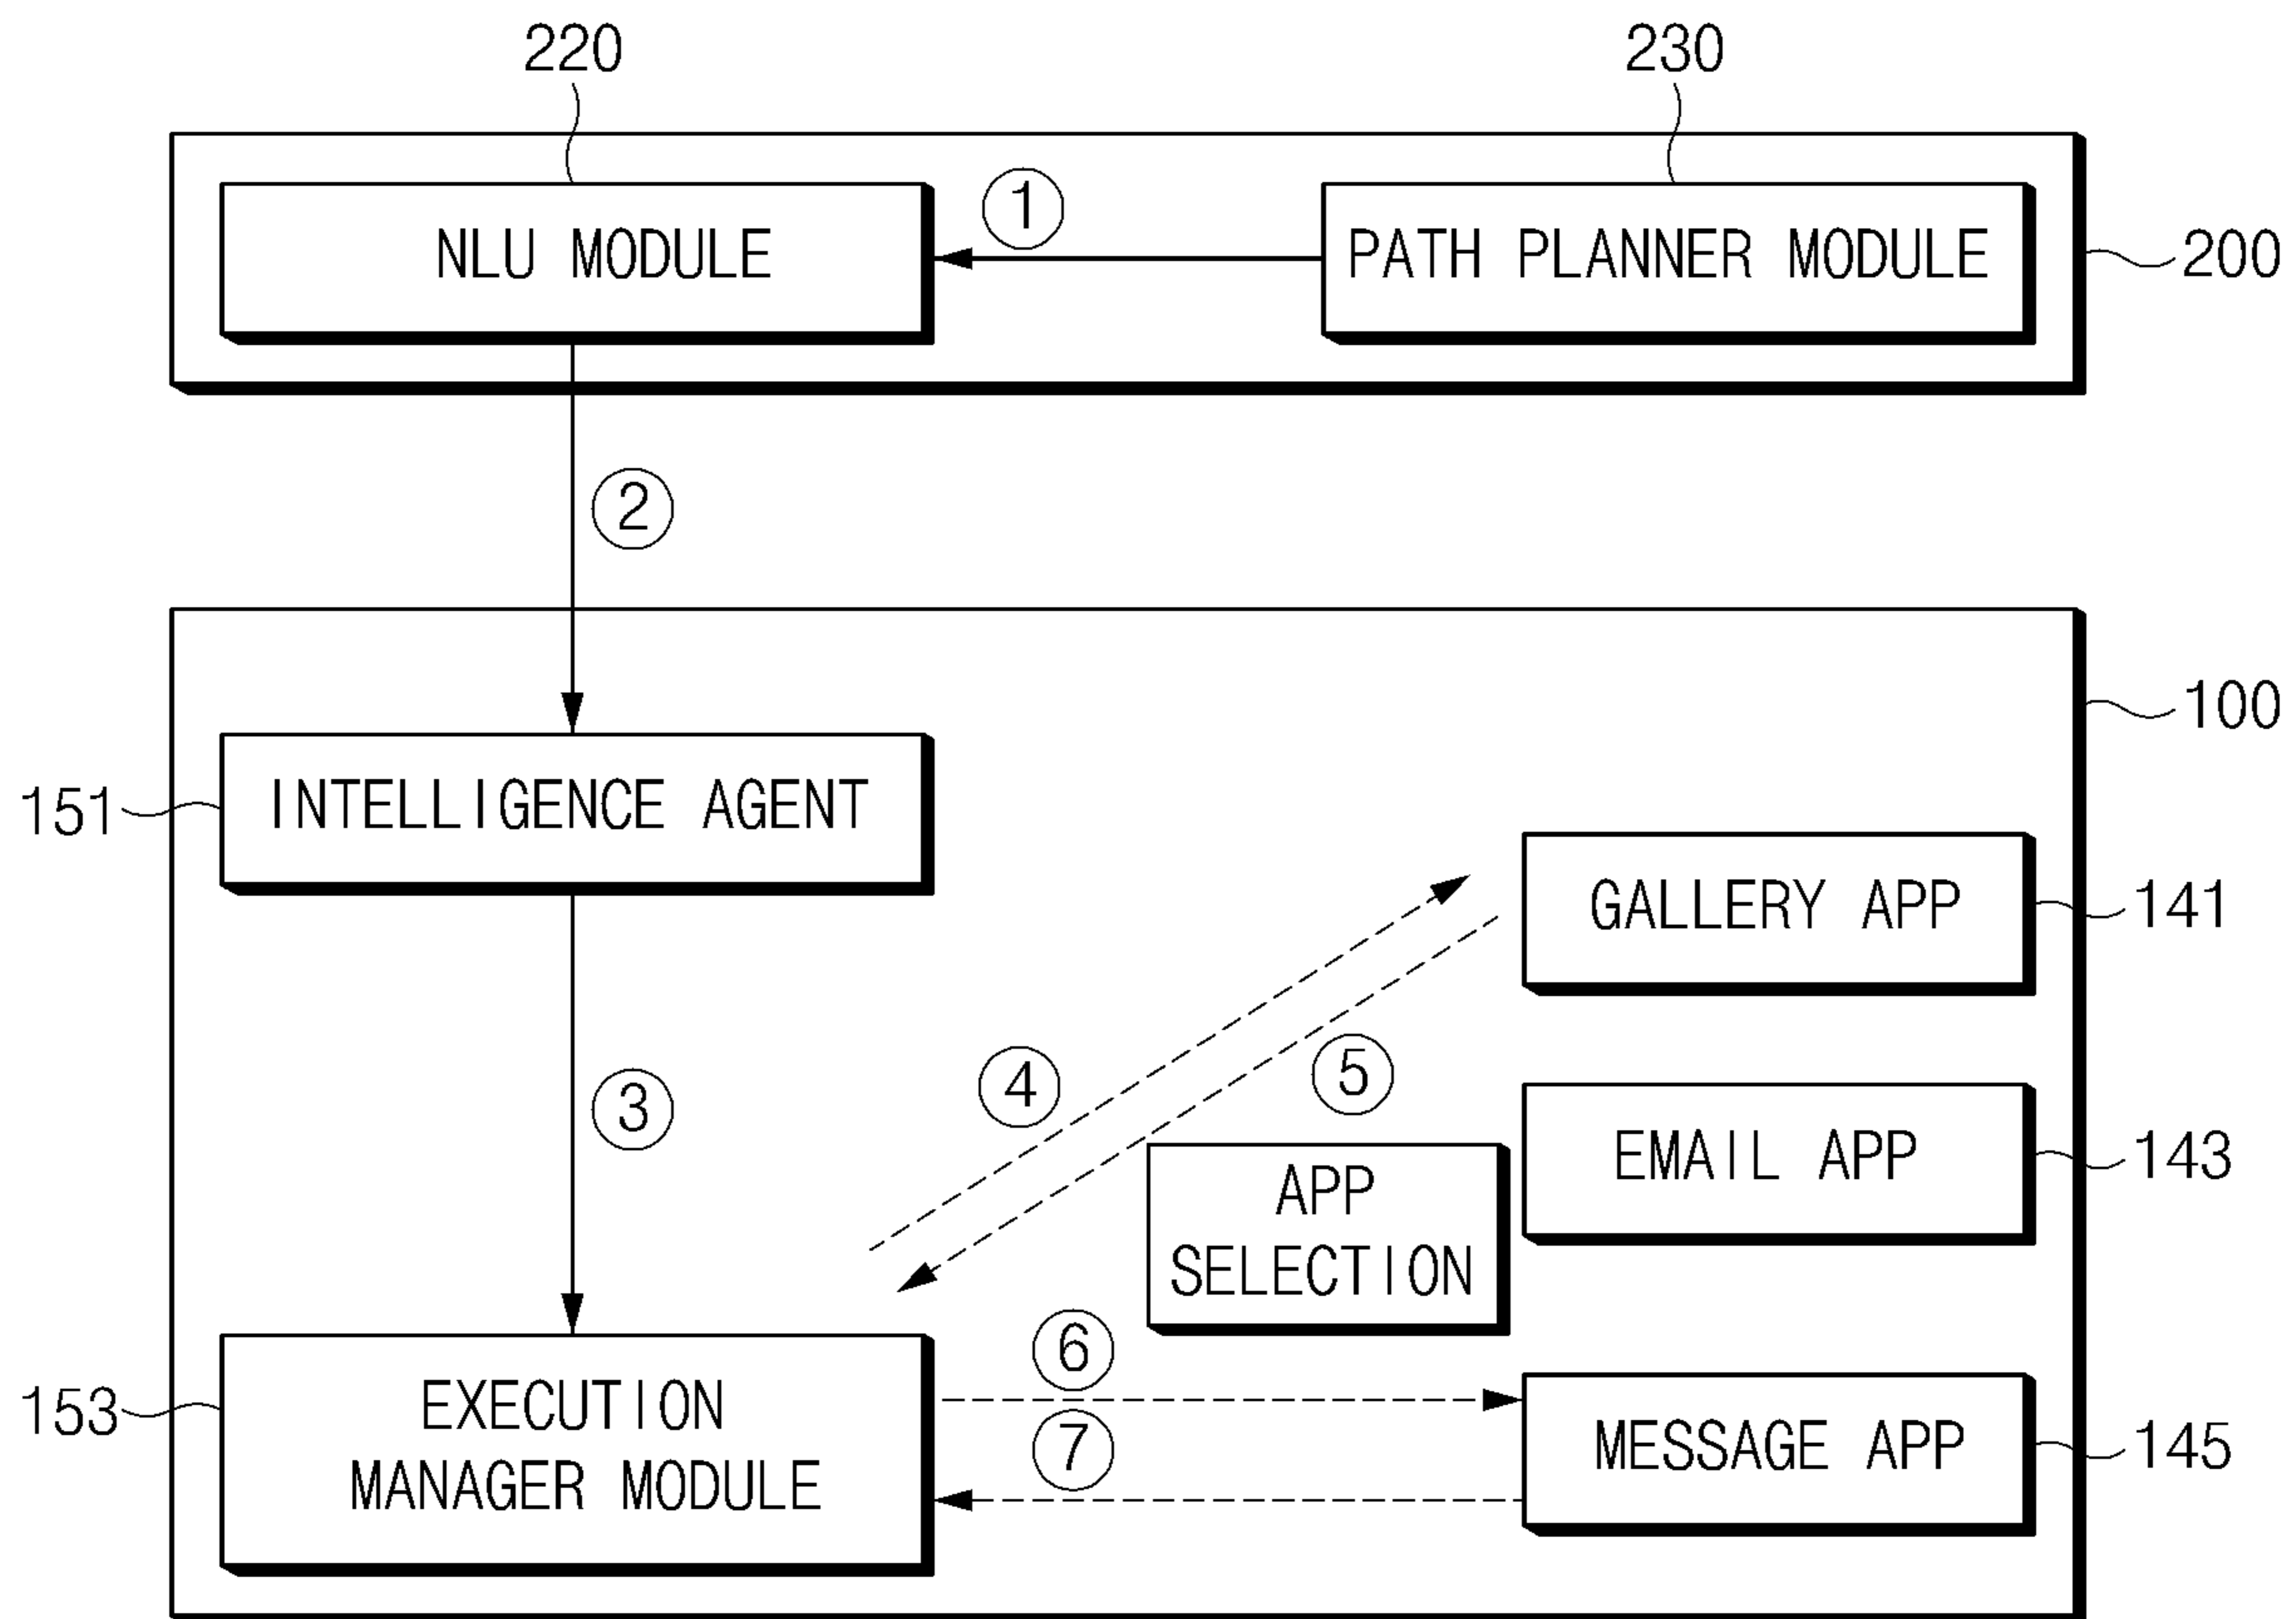 220
230
NLU MODULE
①
PATH PLANNER MODULE
200
②
100
151
INTELLIGENCE AGENT
GALLERY APP
141
④
⑤
③
EMAIL APP
143
APP
SELECTION
⑥
153
EXECUTION
MANAGER MODULE
⑦
MESSAGE APP
145